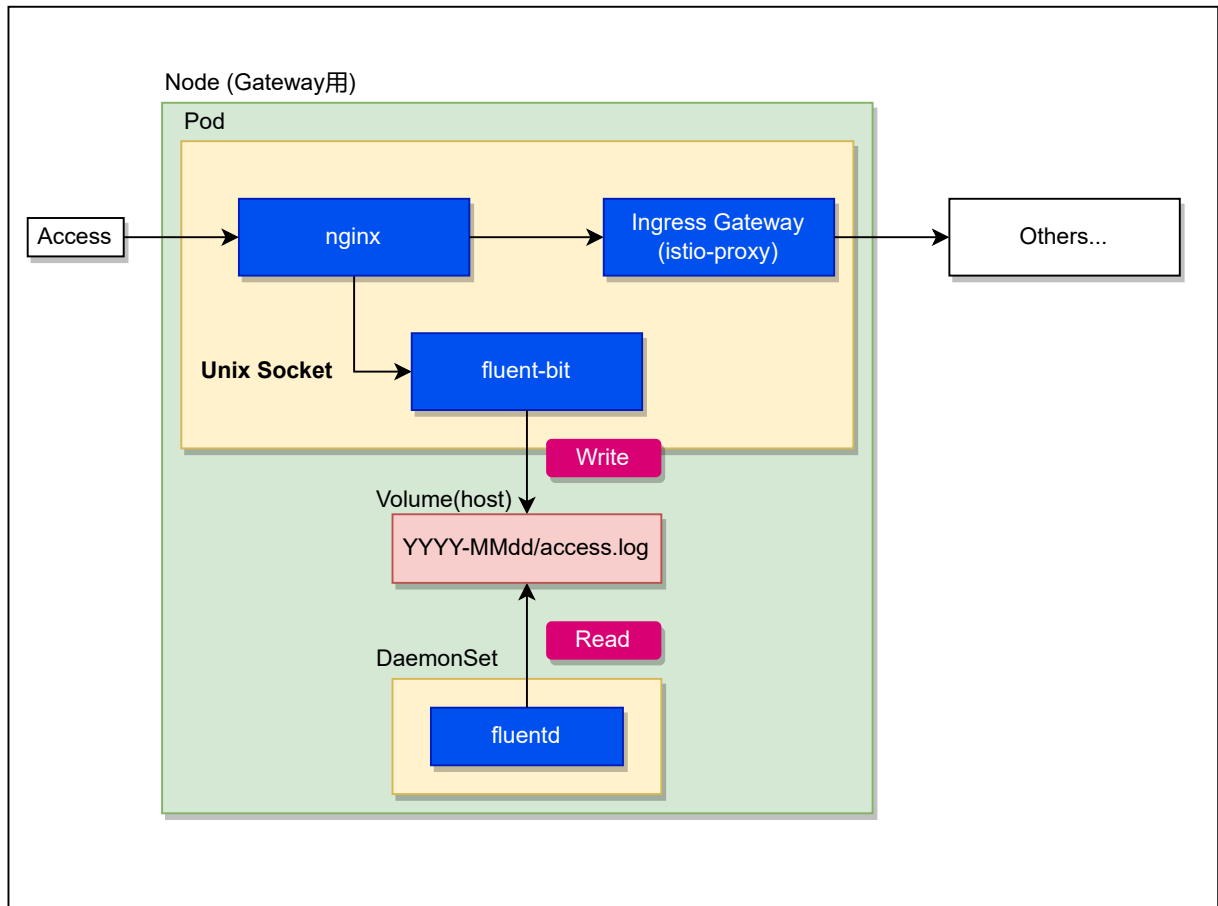 Node (Gateway用)
Pod
Access
nginx
Ingress Gateway
(istio-proxy)
Others...
Unix Socket
fluent-bit
Write
Volume(host)
YYYY-MMdd/access.log
Read
DaemonSet
fluentd